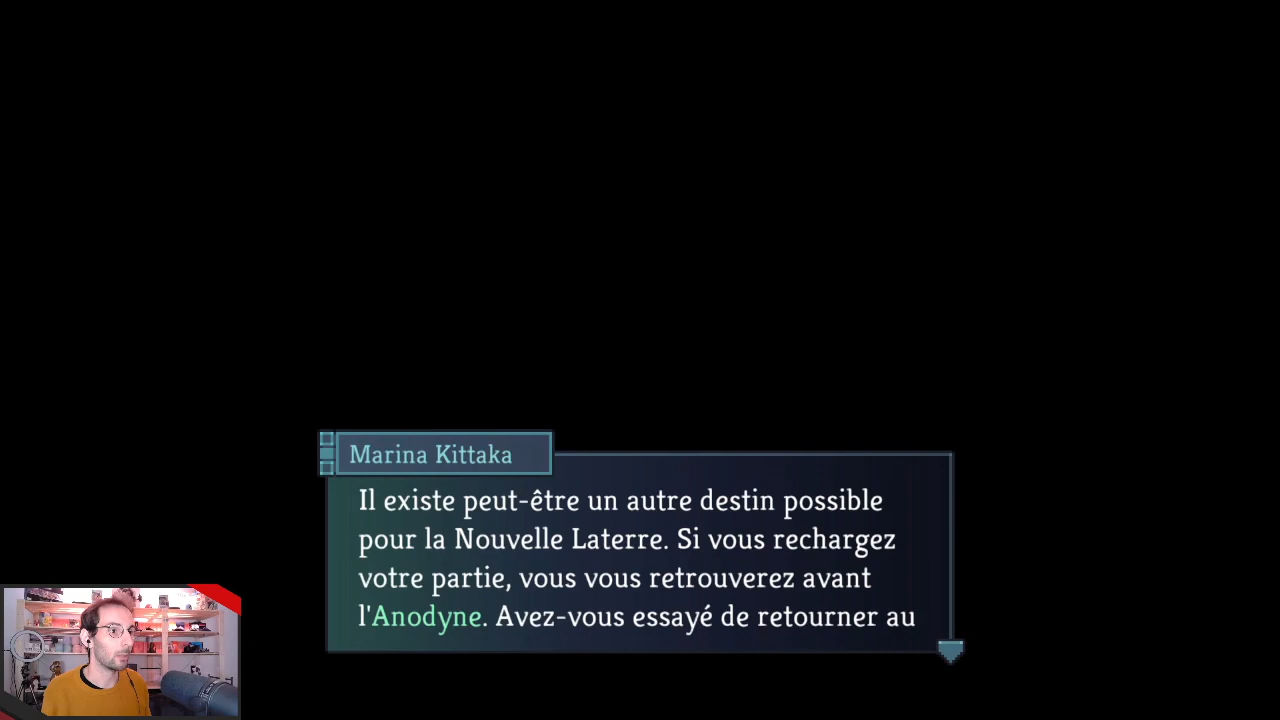 Marina Kittaka
Il existe peut-être un autre destin possible
pour la Nouvelle Laterre. Si vous rechargez
votre partie, vous vous retrouverez avant
l'Anodyne. Avez-vous essayé de retourner au